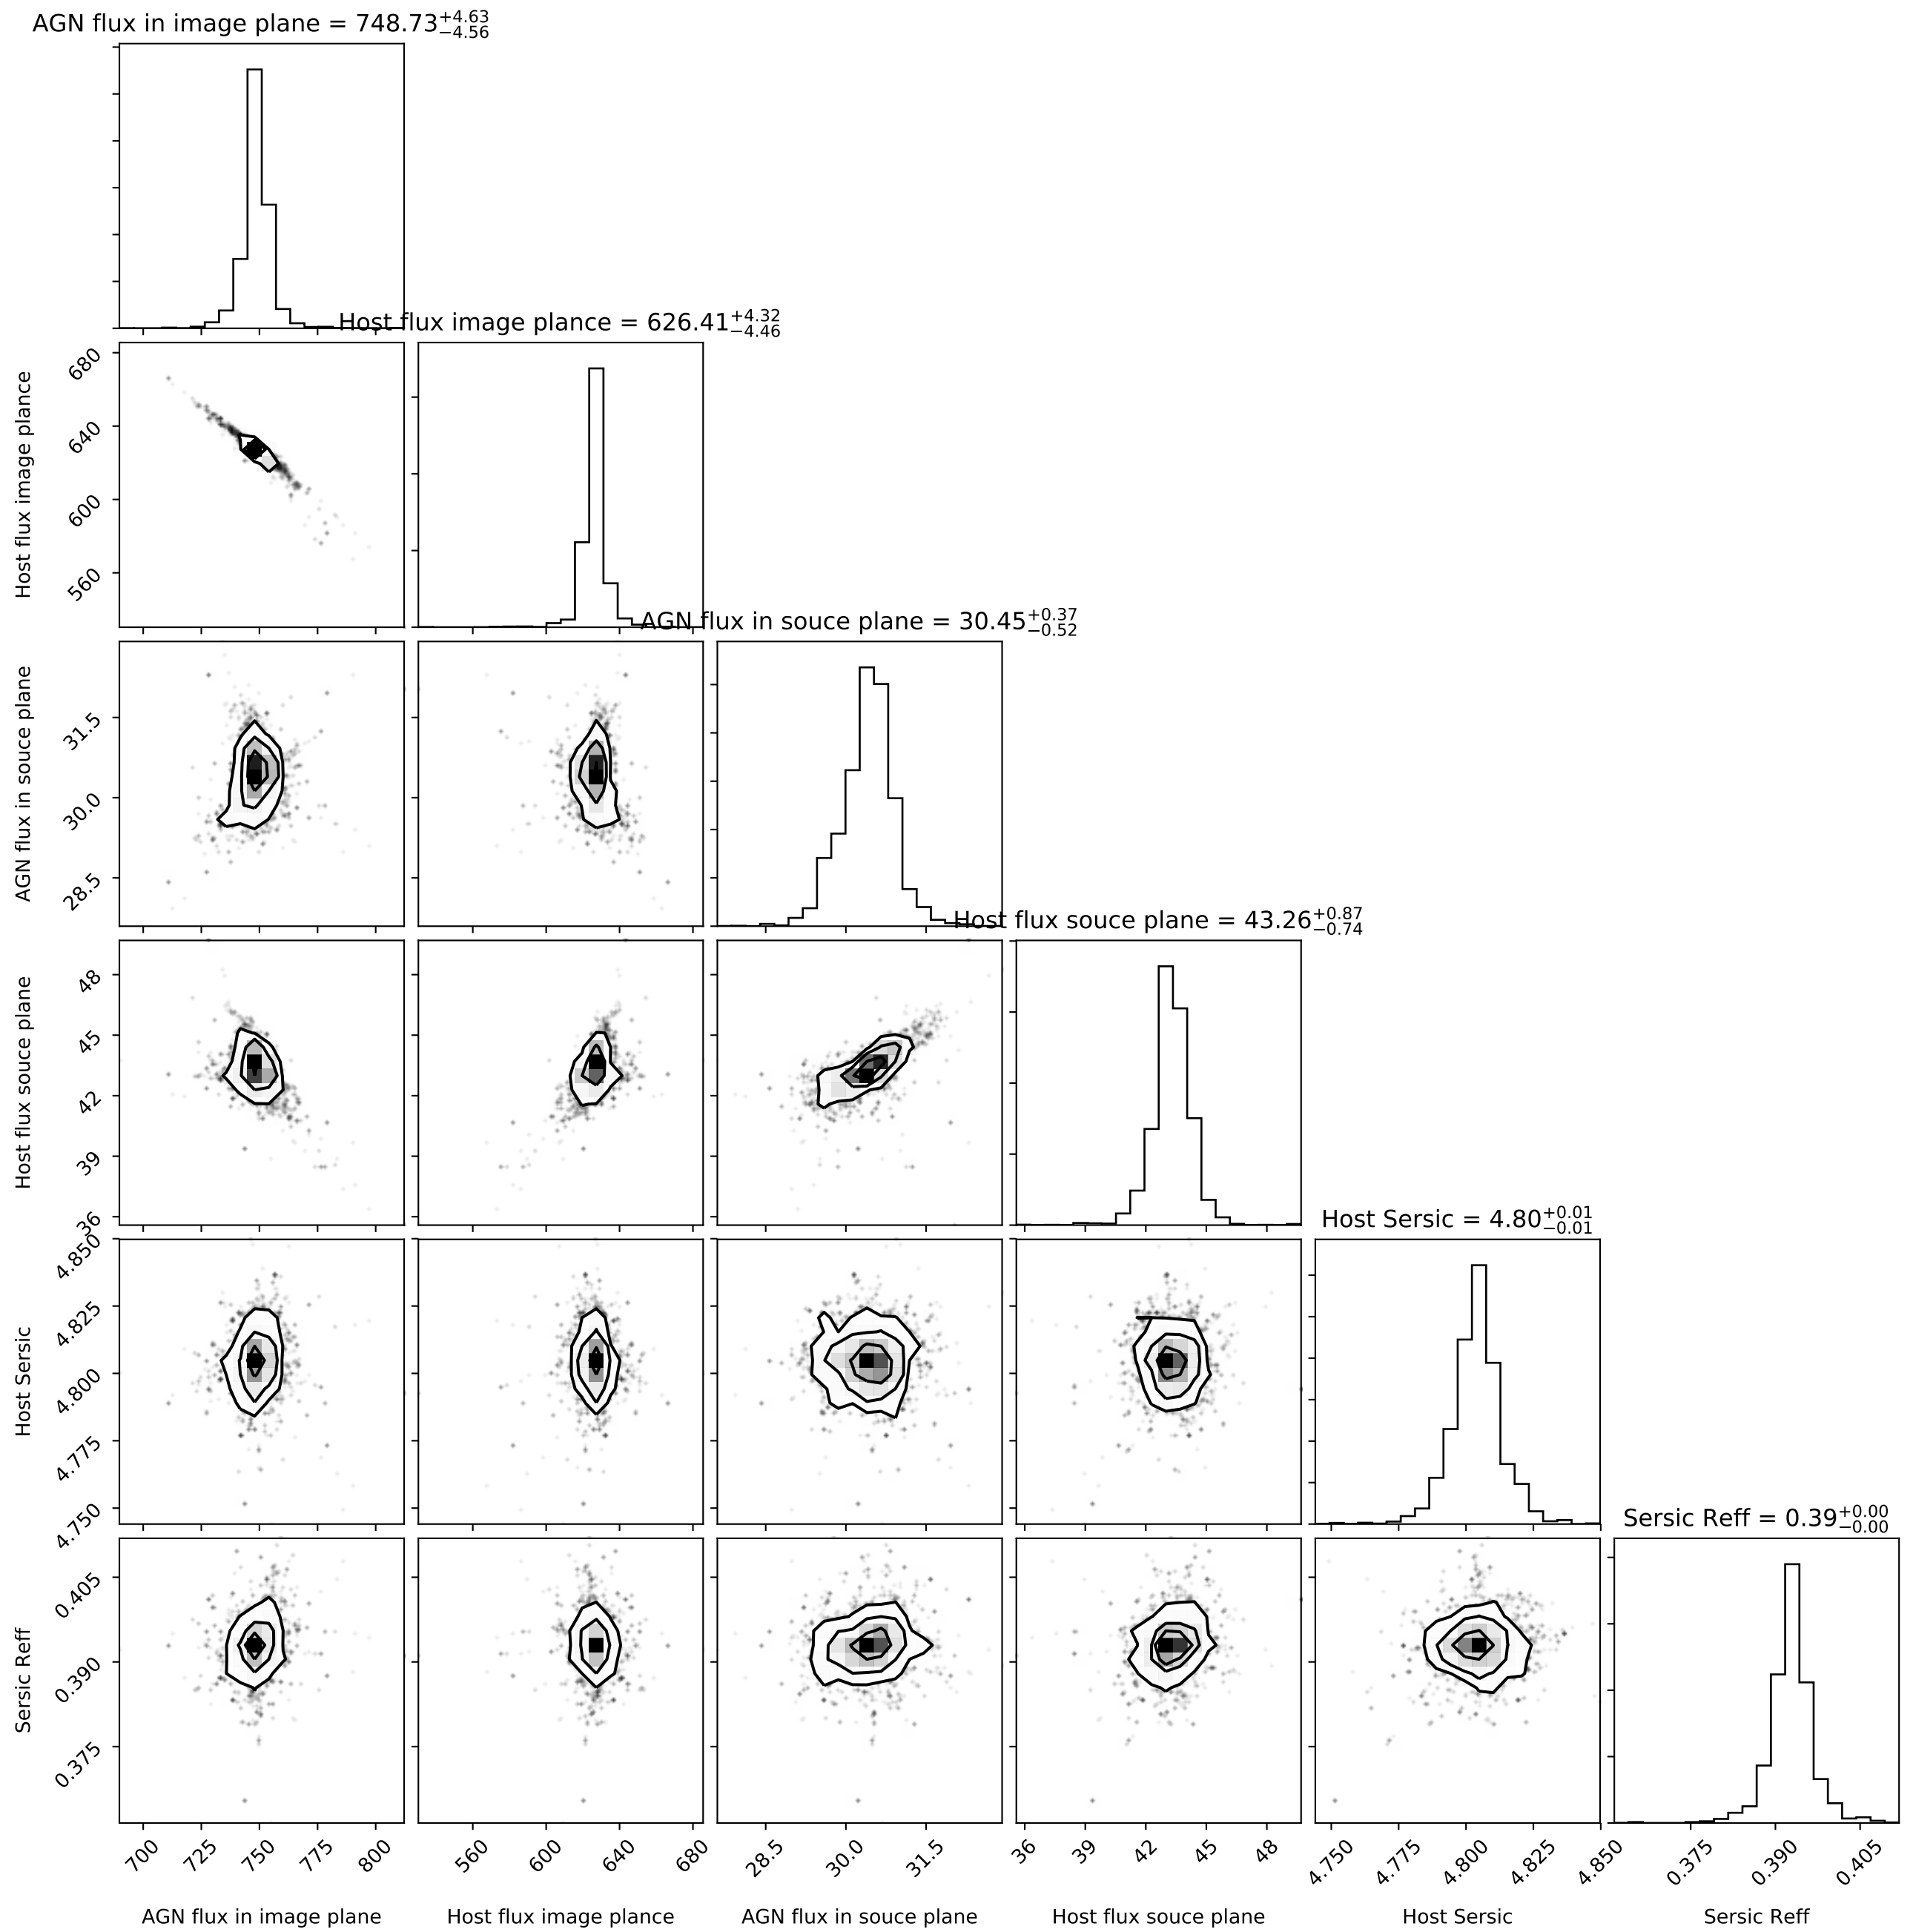 AGN flux in image plane = 748.73+4.63−4.56
Host flux image plance = 626.41+4.32−4.46
680
640
600
560
Host flux image plance
AGN flux in souce plane = 30.45+0.37−0.52
31.5
30.0
28.5
AGN flux in souce plane
Host flux souce plane = 43.26+0.87−0.74
48
45
42
39
36
Host flux souce plane
Host Sersic = 4.80+0.01−0.01
4.850
4.825
4.800
4.775
4.750
Host Sersic
Sersic Reff = 0.39+0.00−0.00
0.405
0.390
0.375
Sersic Reff
700 725 750 775 800 560 600 640 680 28.5 30.0 31.5 36 39 42 45 48 4.750 4.775 4.800 4.825 4.850 0.375 0.390 0.405
AGN flux in image plane Host flux image plance AGN flux in souce plane Host flux souce plane Host Sersic Sersic Reff